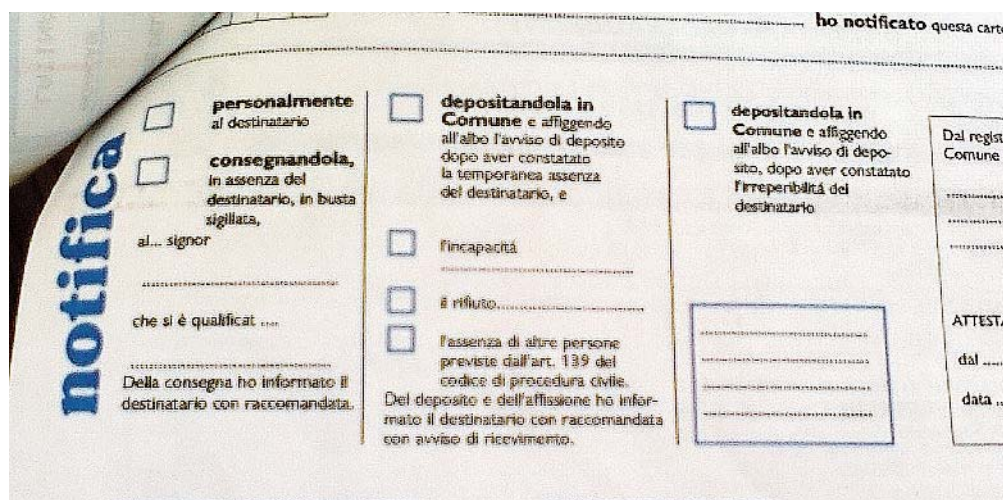 ho notificato questa cart
notifica
personalmente
al destinatario
consegnandola,
in assenza del
destinatario, in busta
sigillata,
al... signor
che si è qualificat ....
Della consegna ho informato il
destinatario con raccomandata.
depositandola in
Comune e affiggendo
all'albo l'avviso di deposito
dopo aver constatato
la temporanea assenza
del destinatario, e
l'incapacitá
il rifiuto
l'assenza di altre persone
previste dall'art. 139 del
codice di procedura civile.
Del deposito e dell'affissione ho infor-
mato il destinatario con raccomandata
con avviso di ricevimento.
depositandola in
Comune e affiggendo
all'albo l'avviso di depo-
sito, dopo aver constatato
l'irreperibilitá del
destinatario
Dal regist
Comune
ATTESTA
dal .....
data ..